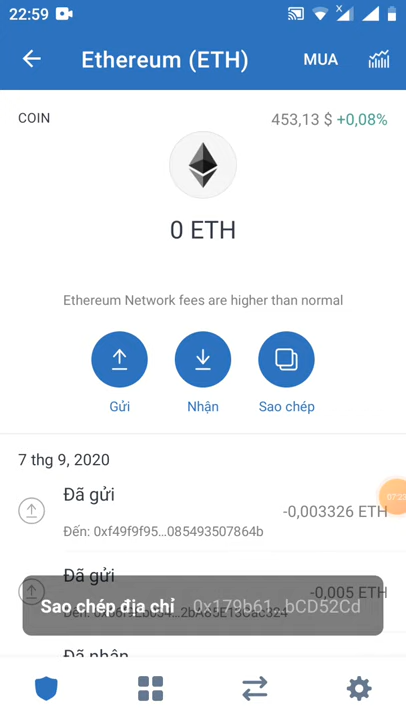 22:59
Ethereum (ETH)
MUA
COIN
453,13 $ +0,08%
0 ETH
Ethereum Network fees are higher than normal
Gửi
Nhận
Sao chép
7 thg 9, 2020
Đã gửi
-0,003326 ETH
Đến: 0xf49f9f95...085493507864b
Đã gửi
-0,005 ETH
Sao chép địa chỉ 0x179b61...bCD52Cd
Đã nhận